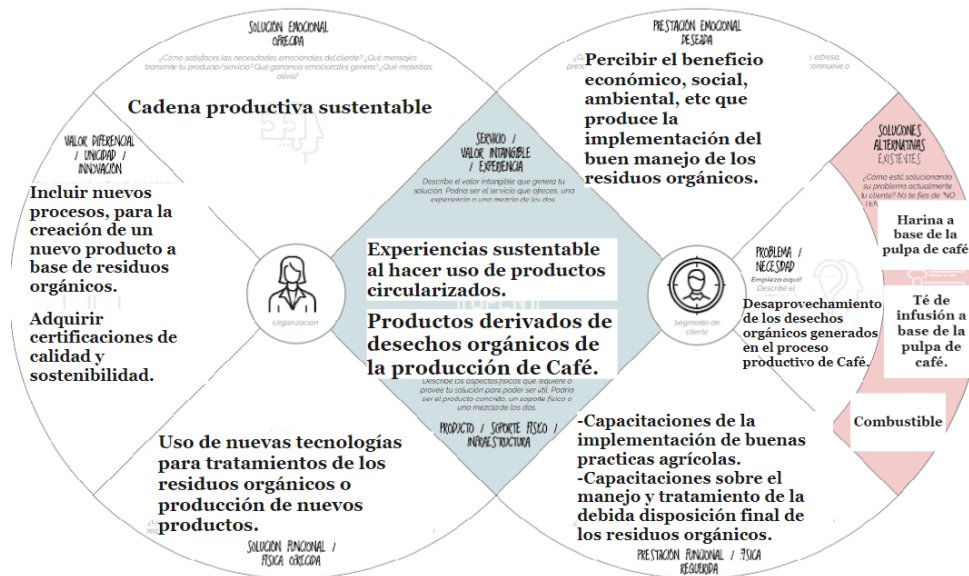 SOLUCIÓN EMOCIONAL
OFRECIDA
¿Cómo satisfaces las necesidades emocionales del cliente? ¿Qué mensajes
transmite tu producto/servicio? Qué ganancia emocionales genera? ¿Qué molestias
alivia?
Cadena productiva sustentable
PRESTACIÓN EMOCIONAL
DESEADA
Percibir el beneficio
económico, social,
ambiental, etc que
produce la
implementación del
buen manejo de los
residuos orgánicos.
VALOR DIFERENCIAL
/ UNICIDAD /
INNOVACIÓN
Incluir nuevos
procesos, para la
creación de un
nuevo producto a
base de residuos
orgánicos.
Adquirir
certificaciones de
calidad y
sostenibilidad.
SERVICIO /
VALOR INTANGIBLE
/ EXPERIENCIA
Describe el valor intangible que genera tu
solución. Podría ser el servicio que ofreces, una
experiencia o una mezcla de los dos.
Experiencias sustentable
al hacer uso de productos
circularizados.
Productos derivados de
desechos orgánicos de
la producción de Café.
Describe los aspectos físicos que requiere o
provee tu solución para poder ser útil. Podría
ser el producto concreto, un soporte físico o
una mezcla de los dos.
PRODUCTO / SOPORTE FÍSICO /
INFRAESTRUCTURA
Organización
Segmento de
cliente
PROBLEMA /
NECESIDAD
Empieza aquí!
Describe el
Desaprovechamiento
de los desechos
orgánicos generados
en el proceso
productivo de Café.
SOLUCIONES
ALTERNATIVAS
EXISTENTES
¿Cómo está solucionando
su problema actualmente
tu cliente? No te fíes de "NO
Harina a
base de la
pulpa de café
Té de
infusión a
base de la
pulpa de
café.
Combustible
Uso de nuevas tecnologías
para tratamientos de los
residuos orgánicos o
producción de nuevos
productos.
SOLUCIÓN FUNCIONAL /
FÍSICA OFRECIDA
-Capacitaciones de la
implementación de buenas
practicas agrícolas.
-Capacitaciones sobre el
manejo y tratamiento de la
debida disposición final de
los residuos orgánicos.
PRESTACIÓN FUNCIONAL / FÍSICA
REQUERIDA